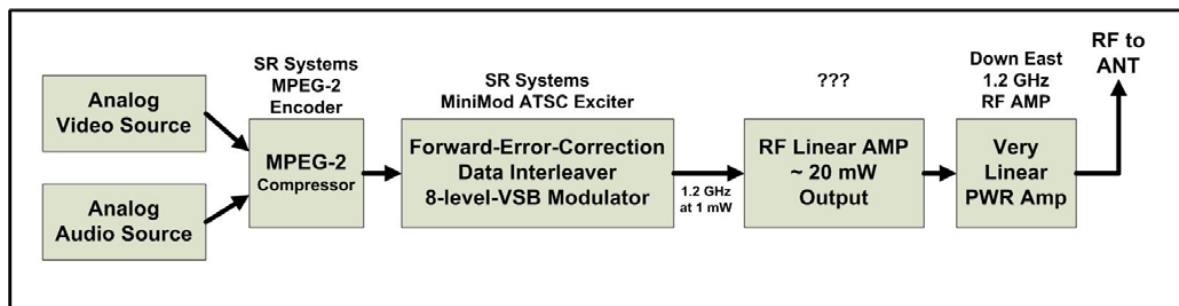 Analog
Video Source
Analog
Audio Source
SR Systems
MPEG-2
Encoder
MPEG-2
Compressor
SR Systems
MiniMod ATSC Exciter
Forward-Error-Correction
Data Interleaver
8-level-VSB Modulator
1.2 GHz
at 1 mW
???
RF Linear AMP
~ 20 mW
Output
Down East
1.2 GHz
RF AMP
Very
Linear
PWR Amp
RF to
ANT